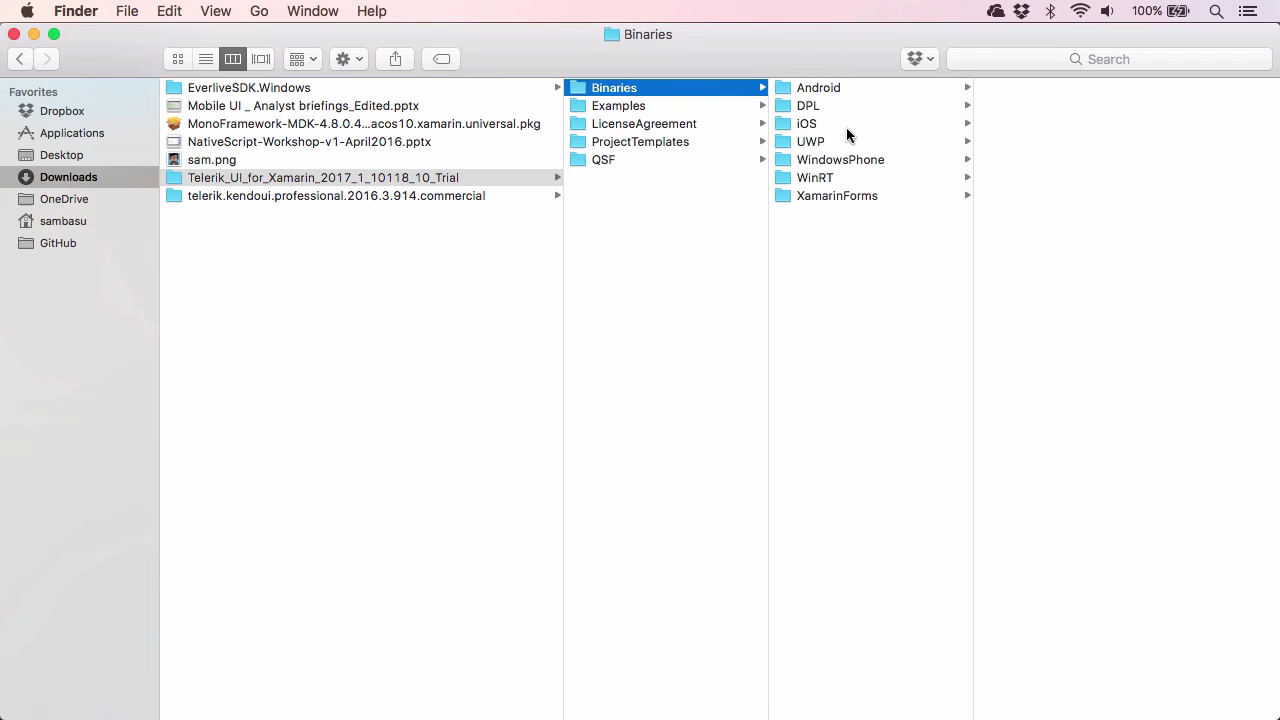 Finder File Edit View Go Window Help 100%
Binaries
Search
Favorites
Dropbox
Applications
Desktop
Downloads
OneDrive
sambasu
GitHub
EverliveSDK.Windows
Mobile UI _ Analyst briefings_Edited.pptx
MonoFramework-MDK-4.8.0.4...acos10.xamarin.universal.pkg
NativeScript-Workshop-v1-April2016.pptx
sam.png
Telerik_UI_for_Xamarin_2017_1_10118_10_Trial
telerik.kendoui.professional.2016.3.914.commercial
Binaries
Examples
LicenseAgreement
ProjectTemplates
QSF
Android
DPL
iOS
UWP
WindowsPhone
WinRT
XamarinForms